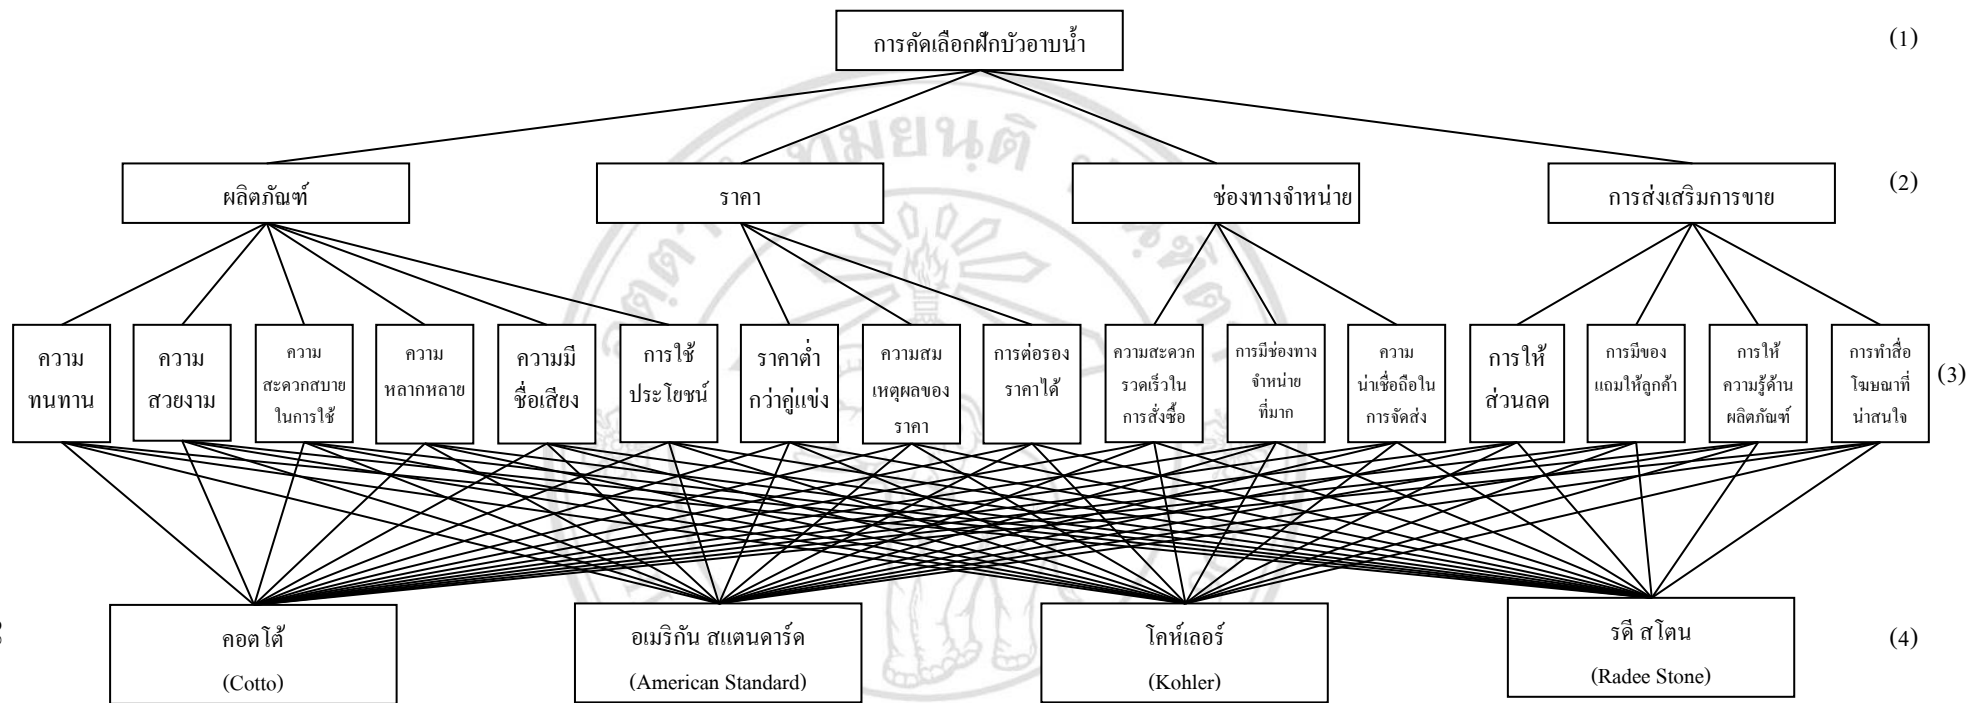 การคัดเลือกฝักบัวอาบน้ำ
(1)
ผลิตภัณฑ์
ราคา
ช่องทางจำหน่าย
การส่งเสริมการขาย
(2)
ความ
ทนทาน
ความ
สวยงาม
ความ
สะดวกสบาย
ในการใช้
ความ
หลากหลาย
ความมี
ชื่อเสียง
การใช้
ประโยชน์
ราคาต่ำ
กว่าคู่แข่ง
ความสม
เหตุผลของ
ราคา
การต่อรอง
ราคาได้
ความสะดวก
รวดเร็วใน
การสั่งซื้อ
การมีช่องทาง
จำหน่าย
ที่มาก
ความ
น่าเชื่อถือใน
การจัดส่ง
การให้
ส่วนลด
การมีของ
แถมให้ลูกค้า
การให้
ความรู้ด้าน
ผลิตภัณฑ์
การทำสื่อ
โฆษณาที่
น่าสนใจ
(3)
คอตโต้
(Cotto)
อเมริกัน สแตนดาร์ด
(American Standard)
โคห์เลอร์
(Kohler)
รดี สโตน
(Radee Stone)
(4)